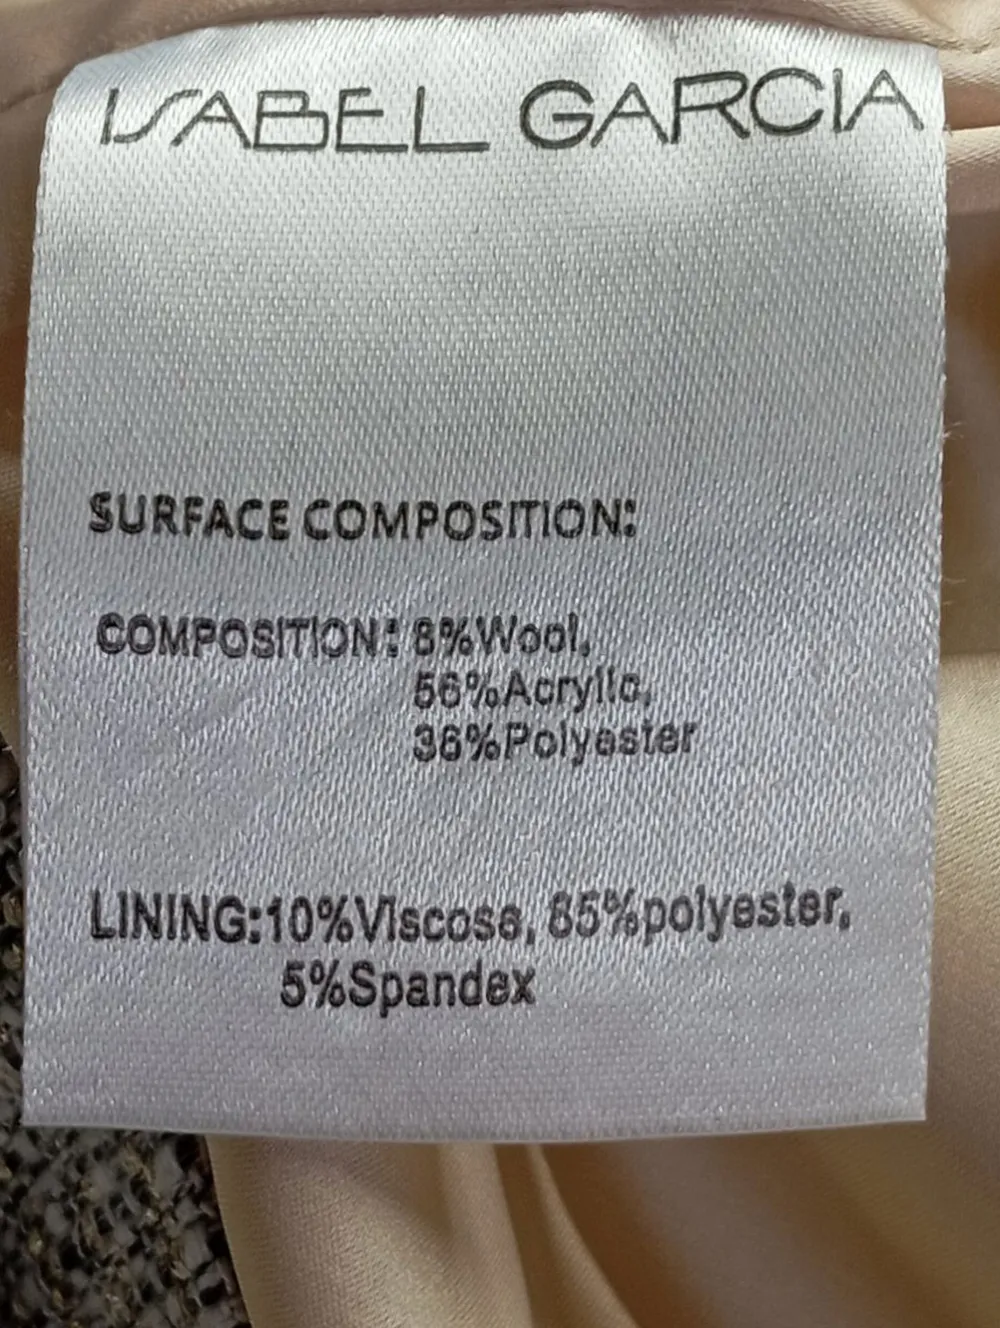 ISABEL GARCIA
SURFACE COMPOSITION:
COMPOSITION: 8%Wool,
56%Acrylic,
36%Polyester
LINING:10%Viscose, 85%polyester,
5%Spandex